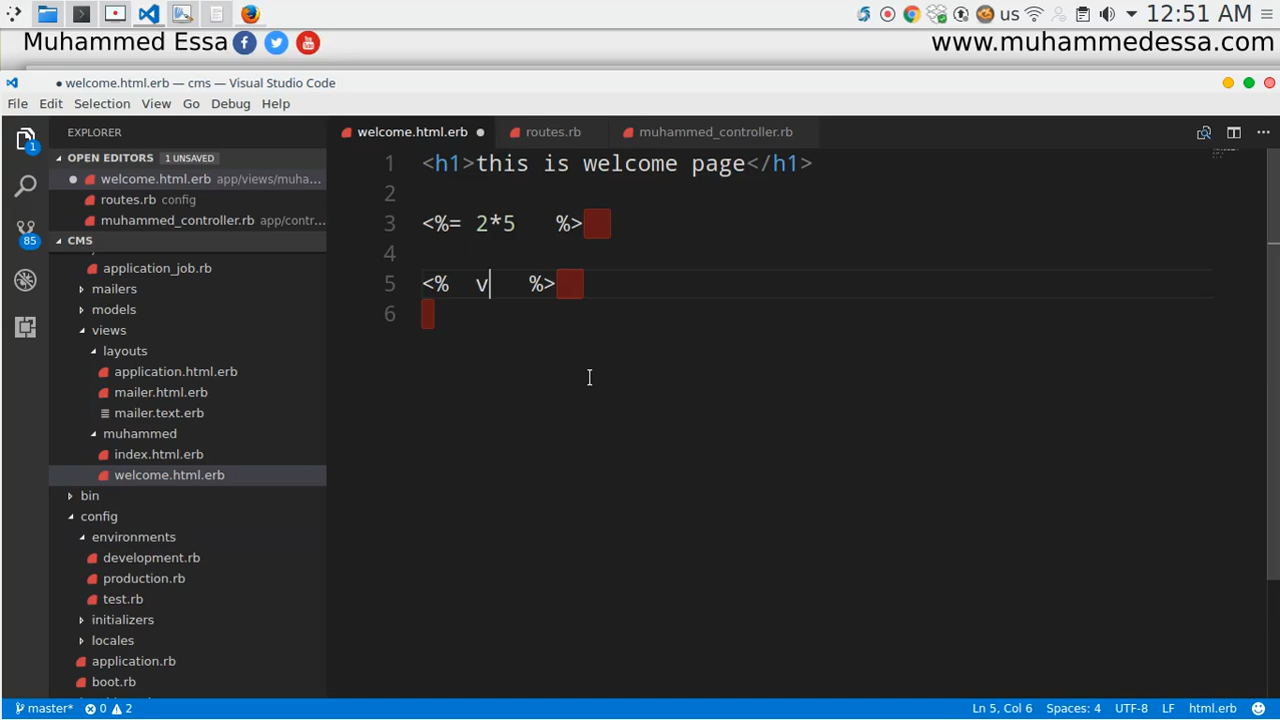 us 12:51 AM
Muhammed Essa www.muhammedessa.com
● welcome.html.erb — cms — Visual Studio Code
File Edit Selection View Go Debug Help
EXPLORER
welcome.html.erb routes.rb muhammed_controller.rb
OPEN EDITORS 1 UNSAVED
welcome.html.erb app/views/muha...
routes.rb config
muhammed_controller.rb app/contr...
CMS
application_job.rb
mailers
models
views
layouts
application.html.erb
mailer.html.erb
mailer.text.erb
muhammed
index.html.erb
welcome.html.erb
bin
config
environments
development.rb
production.rb
test.rb
initializers
locales
application.rb
boot.rb
1
85
1 <h1>this is welcome page</h1>
2
3 <%= 2*5 %>
4
5 <% v %>
6
master* 0 2 Ln 5, Col 6 Spaces: 4 UTF-8 LF html.erb